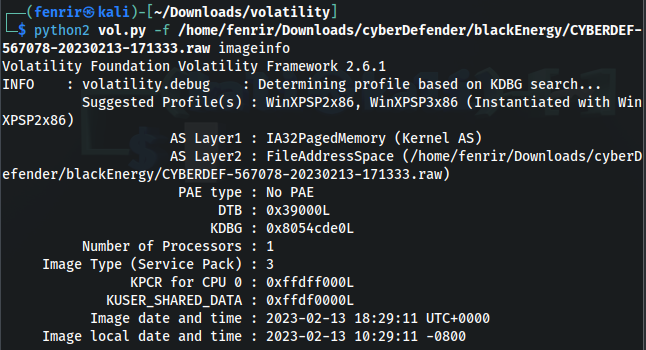 ┌──(fenrir㉿kali)-[~/Downloads/volatility]
└─$ python2 vol.py -f /home/fenrir/Downloads/cyberDefender/blackEnergy/CYBERDEF-
567078-20230213-171333.raw imageinfo
Volatility Foundation Volatility Framework 2.6.1
INFO    : volatility.debug    : Determining profile based on KDBG search...
          Suggested Profile(s) : WinXPSP2x86, WinXPSP3x86 (Instantiated with Win
XPSP2x86)
                     AS Layer1 : IA32PagedMemory (Kernel AS)
                     AS Layer2 : FileAddressSpace (/home/fenrir/Downloads/cyberD
efender/blackEnergy/CYBERDEF-567078-20230213-171333.raw)
                      PAE type : No PAE
                           DTB : 0x39000L
                          KDBG : 0x8054cde0L
          Number of Processors : 1
     Image Type (Service Pack) : 3
                KPCR for CPU 0 : 0xffdff000L
             KUSER_SHARED_DATA : 0xffdf0000L
           Image date and time : 2023-02-13 18:29:11 UTC+0000
     Image local date and time : 2023-02-13 10:29:11 -0800